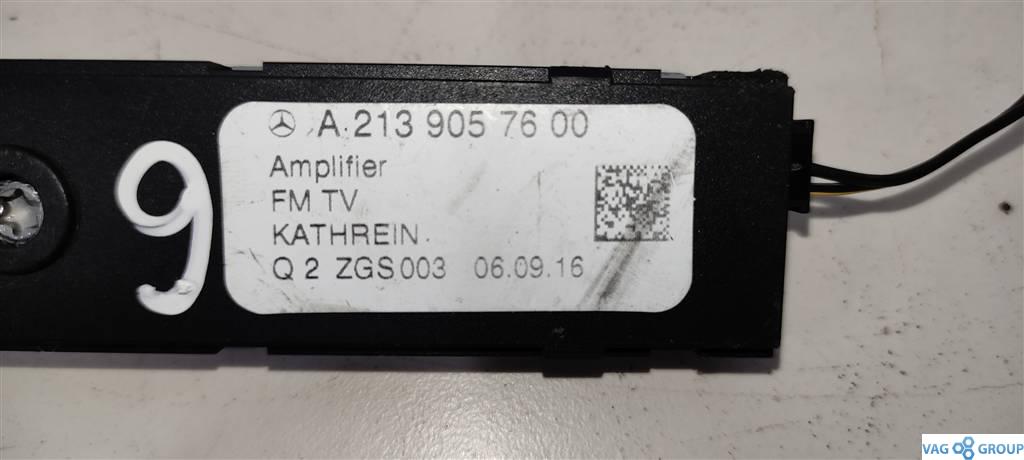 9
A 213 905 76 00
Amplifier
FM TV
KATHREIN
Q 2 ZGS003 06.09.16
VAG GROUP